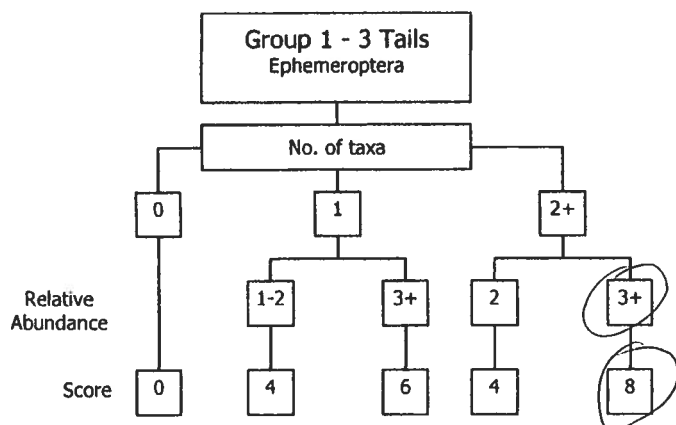 Group 1 - 3 Tails
Ephemeroptera
No. of taxa
0 1 2+
Relative
Abundance
1-2 3+ 2 3+
Score 0 4 6 4 8